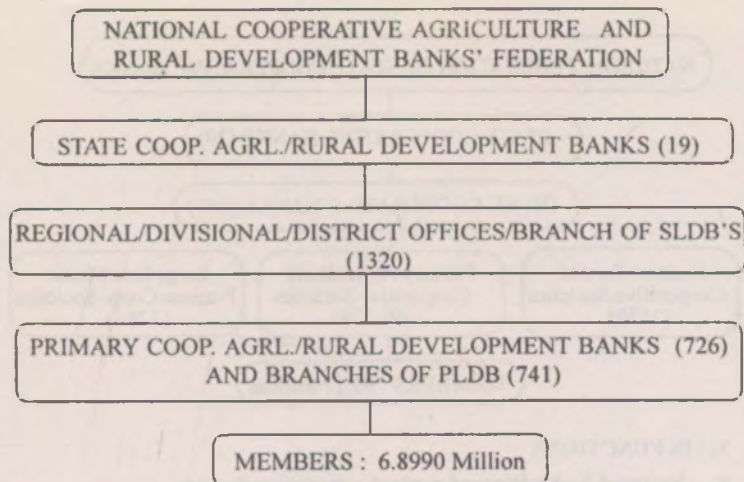 NATIONAL COOPERATIVE AGRICULTURE AND
RURAL DEVELOPMENT BANKS' FEDERATION
STATE COOP. AGRL./RURAL DEVELOPMENT BANKS (19)
REGIONAL/DIVISIONAL/DISTRICT OFFICES/BRANCH OF SLDB'S
(1320)
PRIMARY COOP. AGRL./RURAL DEVELOPMENT BANKS (726)
AND BRANCHES OF PLDB (741)
MEMBERS : 6.8990 Million